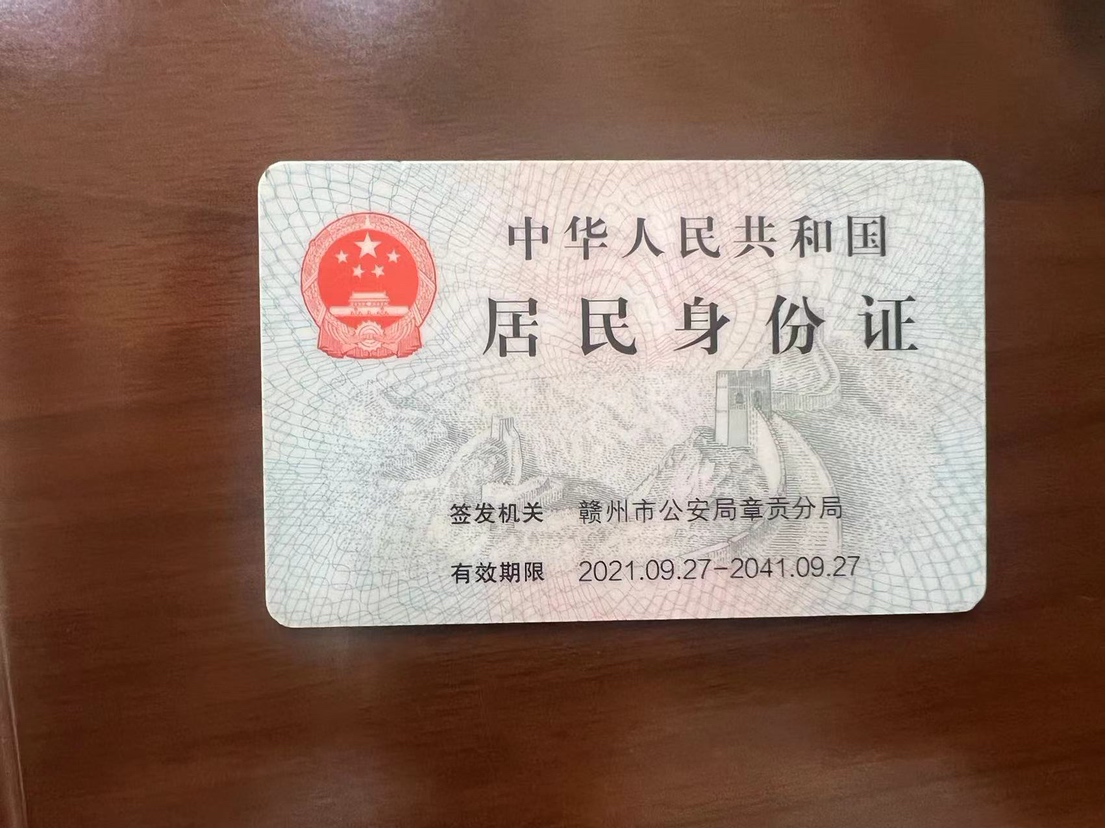 中华人民共和国
居民身份证
签发机关 赣州市公安局章贡分局
有效期限 2021.09.27-2041.09.27